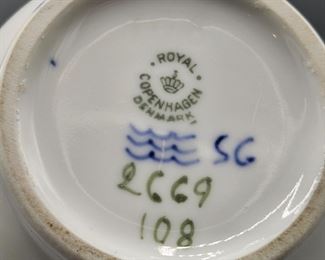 ROYAL
COPENHAGEN
DENMARK
SG
2669
108